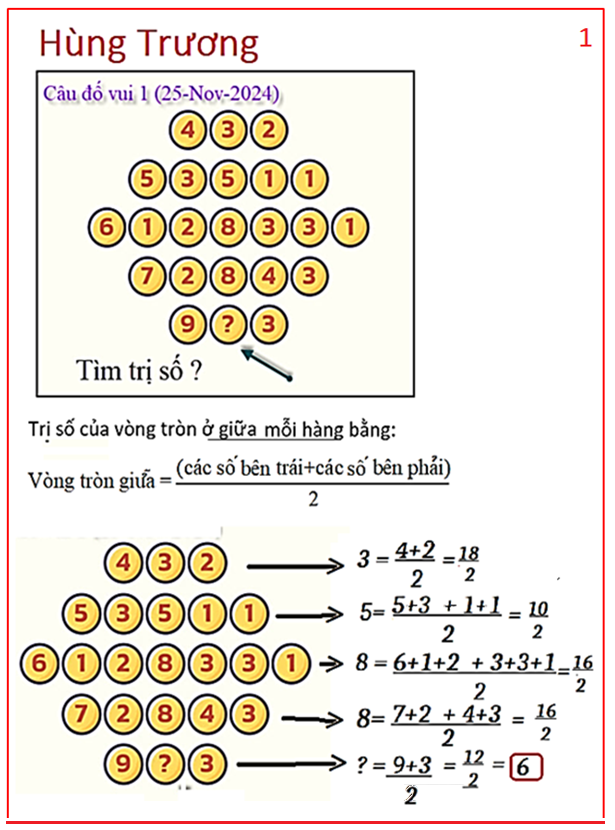 Hùng Trương
1
Câu đố vui 1 (25-Nov-2024)
4 3 2
5 3 5 1 1
6 1 2 8 3 3 1
7 2 8 4 3
9 ? 3
Tìm trị số ?
Trị số của vòng tròn ở giữa mỗi hàng bằng:
Vòng tròn giữa = (các số bên trái+các số bên phải)
2
4 3 2 3 = 4+2 = 18
2 2
5 3 5 1 1 5= 5+3 + 1+1 = 10
2 2
6 1 2 8 3 3 1 8 = 6+1+2 + 3+3+1 = 16
2 2
7 2 8 4 3 8= 7+2 + 4+3 = 16
2 2
9 ? 3 ? = 9+3 = 12 = 6
2 2